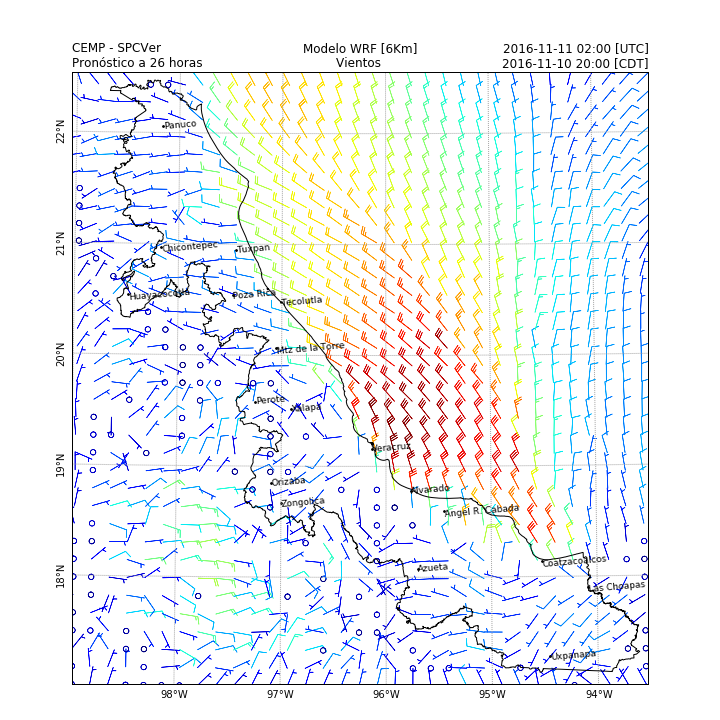 CEMP - SPCVer
Pronóstico a 26 horas
Modelo WRF [6Km]
Vientos
2016-11-11 02:00 [UTC]
2016-11-10 20:00 [CDT]
22°N
Panuco
21°N
Chicontepec
Tuxpan
Huayacocotla
Poza Rica
Tecolutla
20°N
Mtz de la Torre
Perote
Xalapa
Veracruz
19°N
Orizaba
Alvarado
Zongolica
Angel R. Cabada
18°N
Azueta
Coatzacoalcos
Las Choapas
Uxpanapa
98°W
97°W
96°W
95°W
94°W